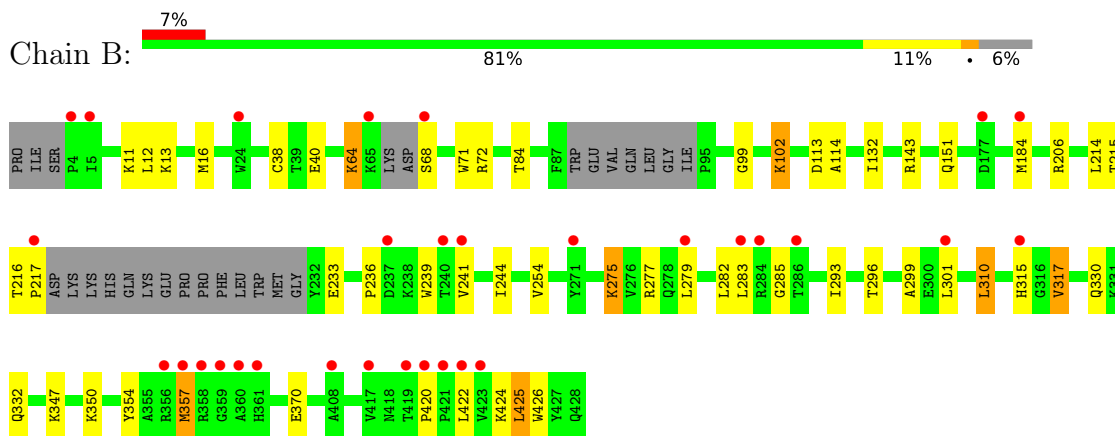 7%
Chain B:
81% 11% • 6%
PRO ILE SER P4 I5 K11 L12 K13 M16 W24 C38 T39 E40 K64 K65 LYS ASP S68 W71 R72 T84 F87 TRP GLU VAL GLN LEU GLY ILE P95 G99 K102 D113 A114 I132 R143 Q151 D177 M184 R206 L214 T215
T216 P217 ASP LYS LYS HIS GLN LYS GLU PRO PRO PHE LEU TRP MET GLY Y232 E233 P236 D237 K238 W239 T240 V241 I244 V254 Y271 K275 V276 R277 Q278 L279 L282 L283 R284 G285 T286 I293 T296 A299 E300 L301 L310 H315 G316 V317 Q330 K331
Q332 K347 K350 Y354 A355 R356 M357 R358 G359 A360 H361 E370 A408 V417 N418 T419 P420 P421 L422 V423 K424 L425 W426 Y427 Q428